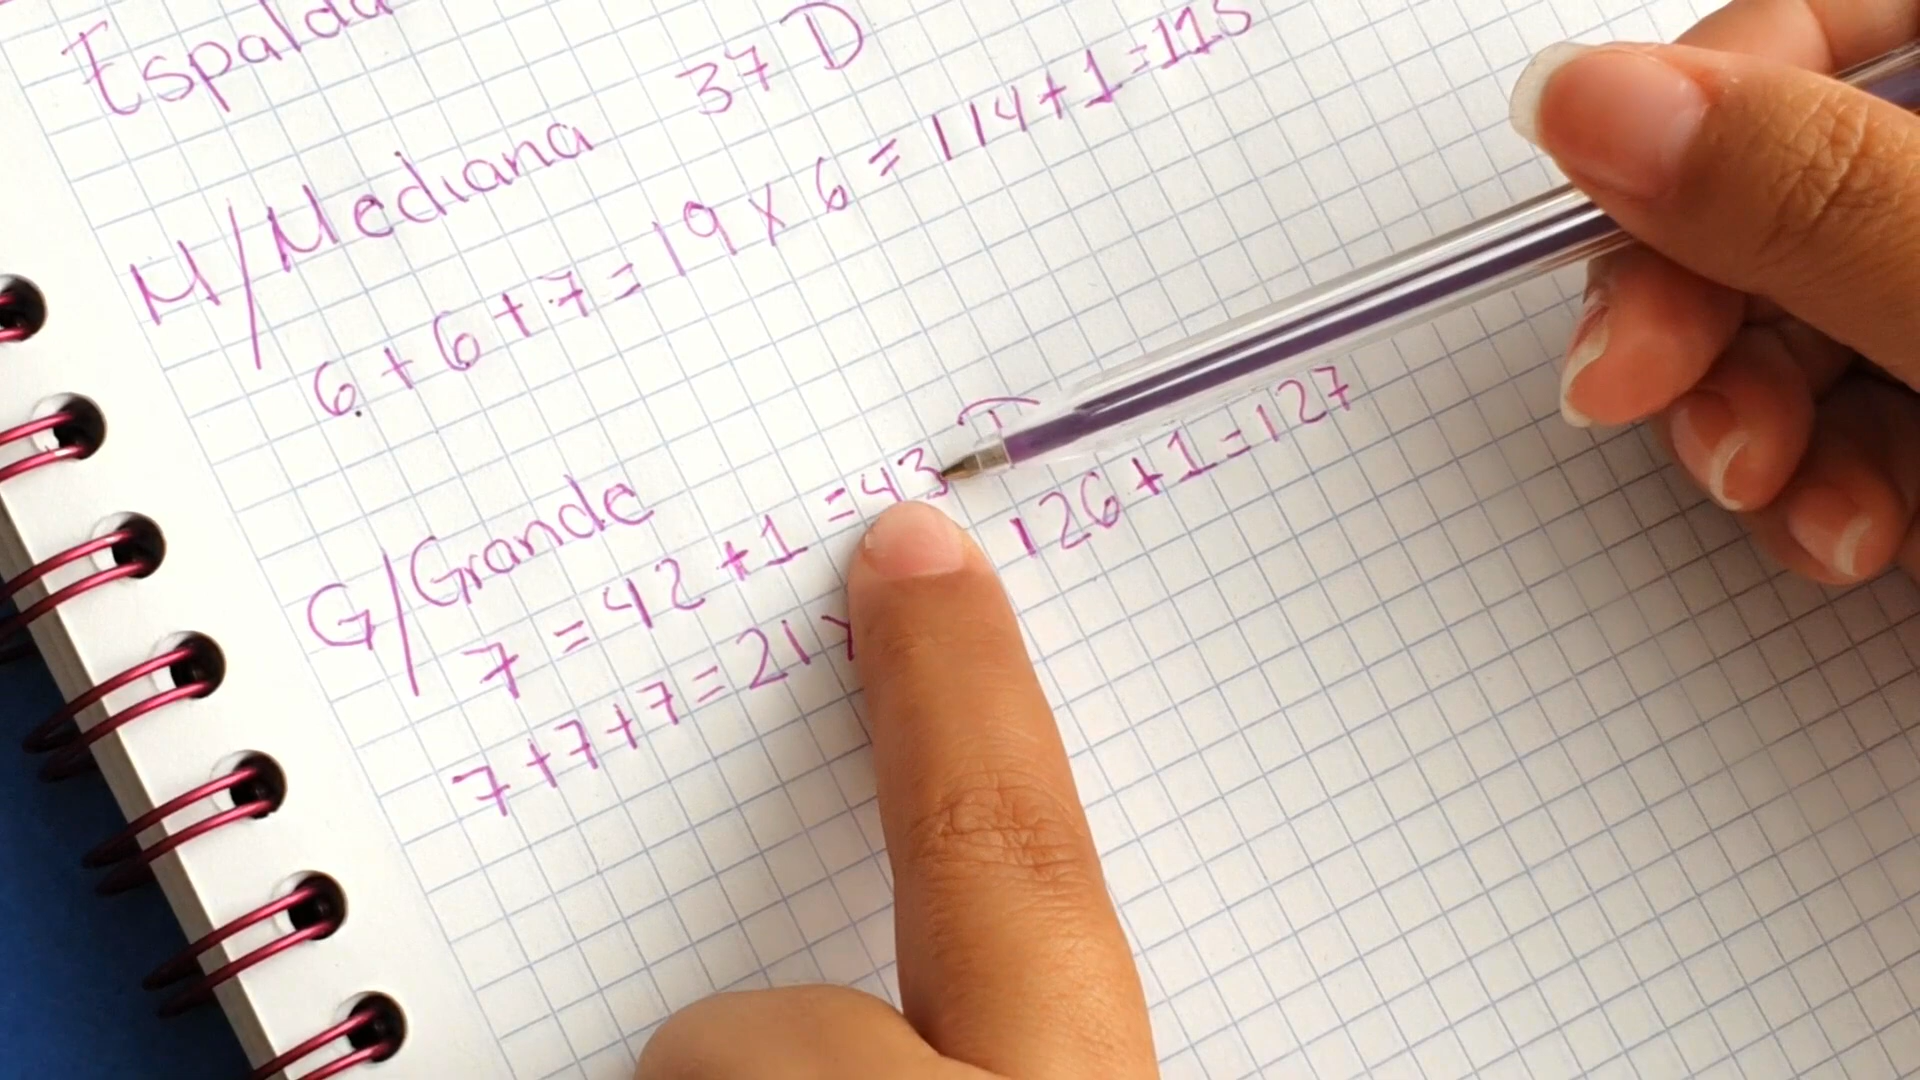 Espalda
M/Mediana 37 D
6+6+7=19x6=114+1=115
G/Grande
7=42+1=43
7+7+7=21x 126+1=127